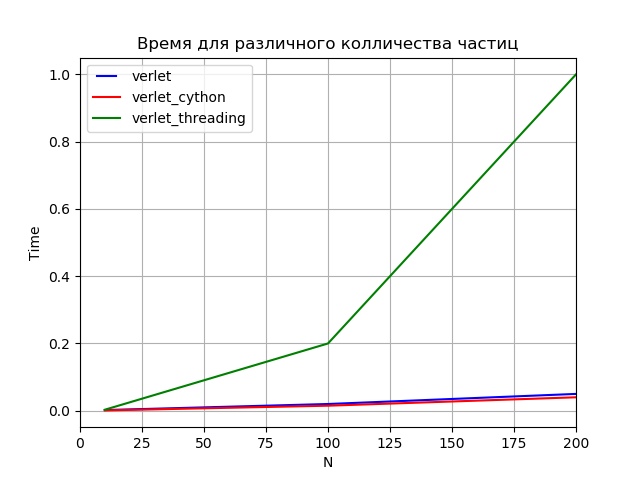 Время для различного колличества частиц
verlet
verlet_cython
verlet_threading
1.0
0.8
0.6
0.4
0.2
0.0
Time
0 25 50 75 100 125 150 175 200
N